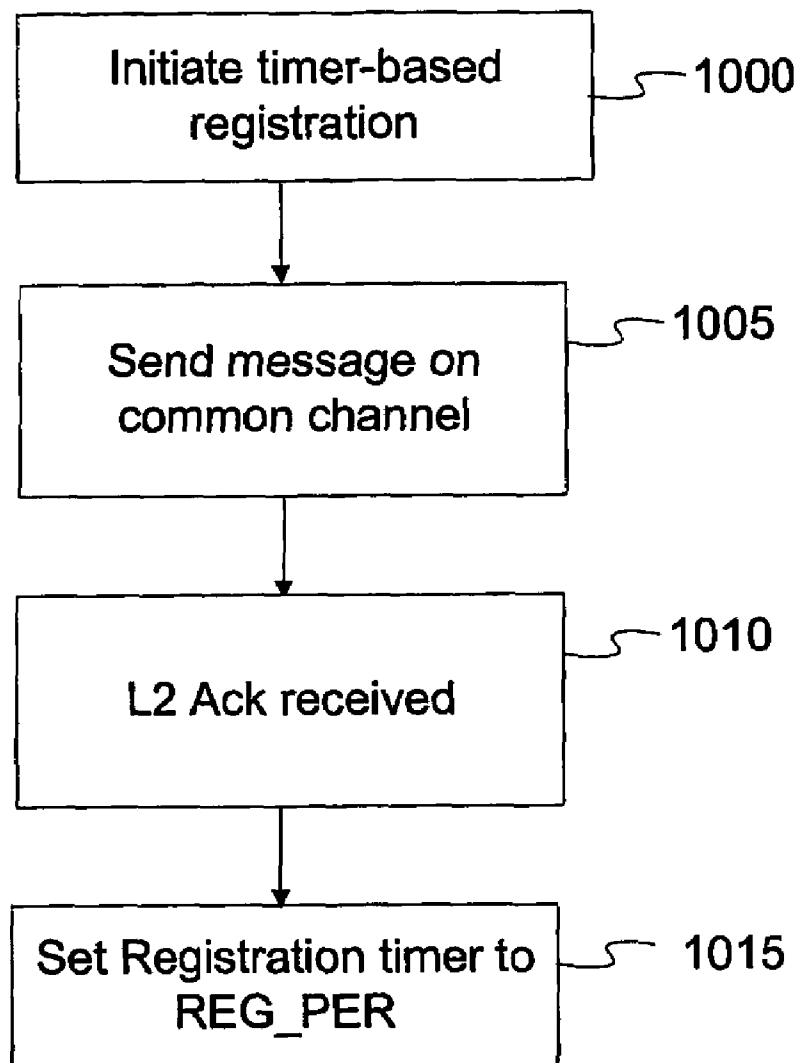 Initiate timer-based
registration
1000
Send message on
common channel
1005
L2 Ack received
1010
Set Registration timer to
REG_PER
1015